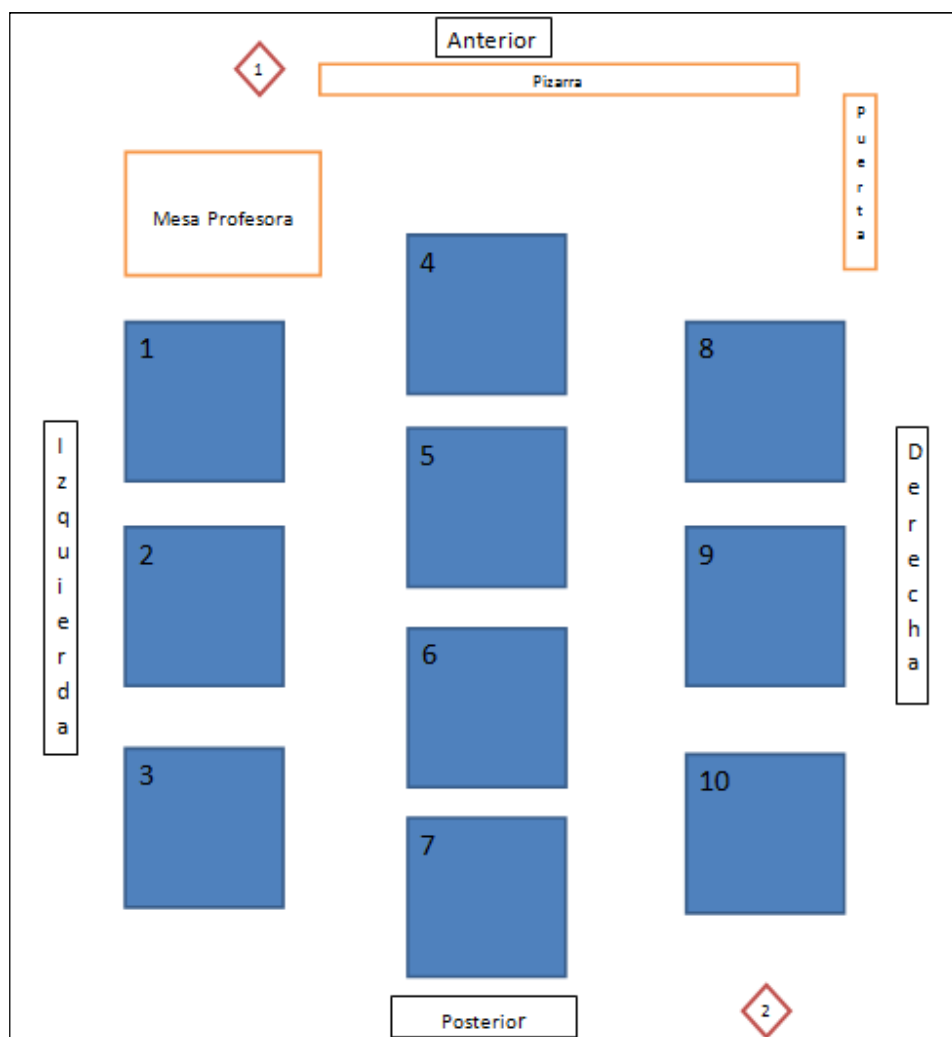 Anterior
1
Pizarra
Puerta
Mesa Profesora
4
1
8
Izquierda
5
Derecha
2
9
6
3
10
7
Posterior
2